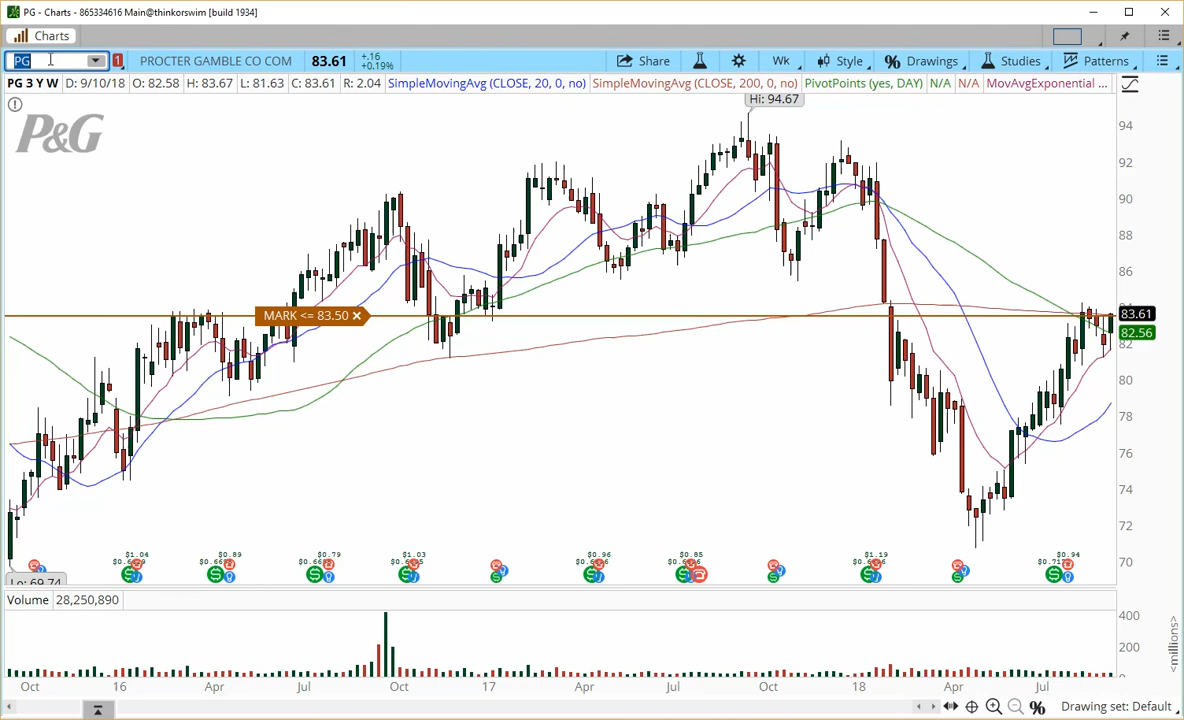 PG - Charts - 865334616 Main@thinkorswim [build 1934]
Charts
PG 1 PROCTER GAMBLE CO COM 83.61 +.16 +0.19% Share Wk Style % Drawings Studies Patterns
PG 3 Y W D: 9/10/18 O: 82.58 H: 83.67 L: 81.63 C: 83.61 R: 2.04 SimpleMovingAvg (CLOSE, 20, 0, no) SimpleMovingAvg (CLOSE, 200, 0, no) PivotPoints (yes, DAY) N/A N/A MovAvgExponential ...
Hi: 94.67
P&G
94
92
90
88
86
84
MARK <= 83.50
83.61
82.56
82
80
78
76
74
72
70
$1.04 $0.89 $0.79 $1.03 $0.96 $0.85 $1.19 $0.94
Lo: 69.74
Volume 28,250,890
400
200
<millions>
Oct 16 Apr Jul Oct 17 Apr Jul Oct 18 Apr Jul
% Drawing set: Default